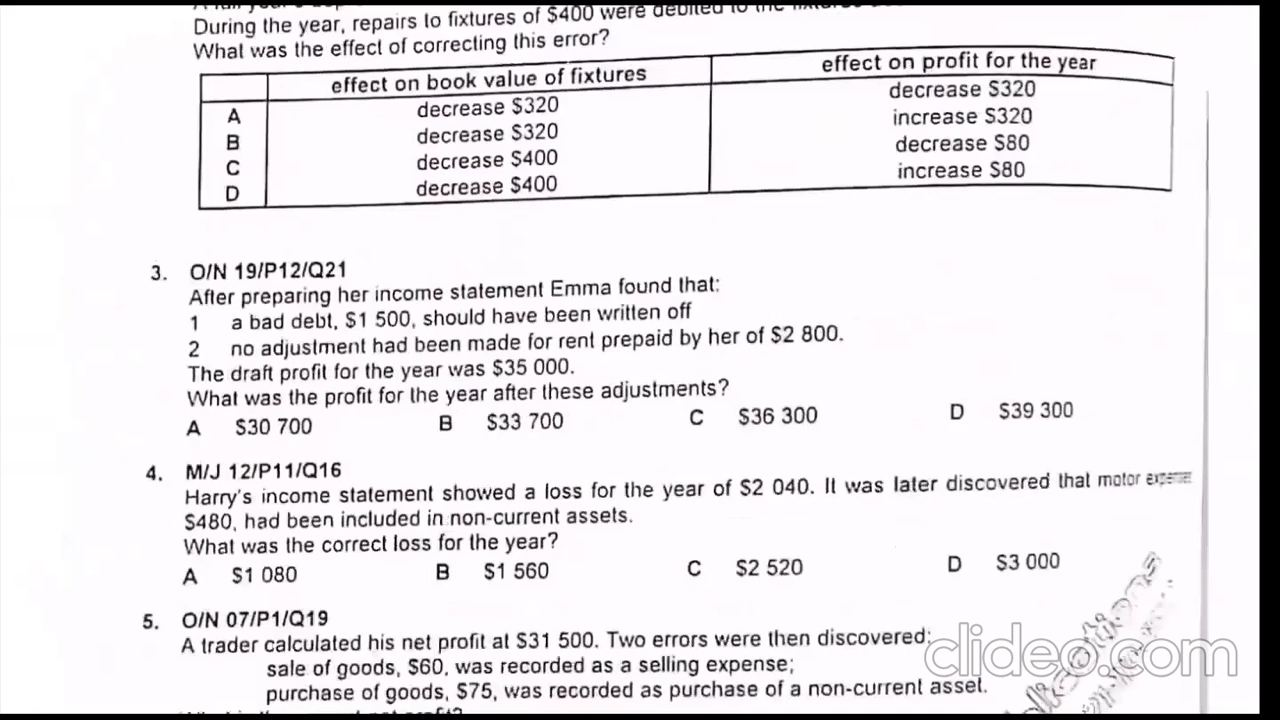 During the year, repairs to fixtures of $400 were debited to the
What was the effect of correcting this error?
effect on book value of fixtures effect on profit for the year
A decrease $320 decrease $320
B decrease $320 increase $320
C decrease $400 decrease $80
D decrease $400 increase $80
3. O/N 19/P12/Q21
After preparing her income statement Emma found that:
1 a bad debt, $1 500, should have been written off
2 no adjustment had been made for rent prepaid by her of $2 800.
The draft profit for the year was $35 000.
What was the profit for the year after these adjustments?
A $30 700 B $33 700 C $36 300 D $39 300
4. M/J 12/P11/Q16
Harry's income statement showed a loss for the year of $2 040. It was later discovered that motor
$480, had been included in non-current assets.
What was the correct loss for the year?
A $1 080 B $1 560 C $2 520 D $3 000
5. O/N 07/P1/Q19
A trader calculated his net profit at $31 500. Two errors were then discovered:
sale of goods, $60, was recorded as a selling expense;
purchase of goods, $75, was recorded as purchase of a non-current asset.
clideo.com